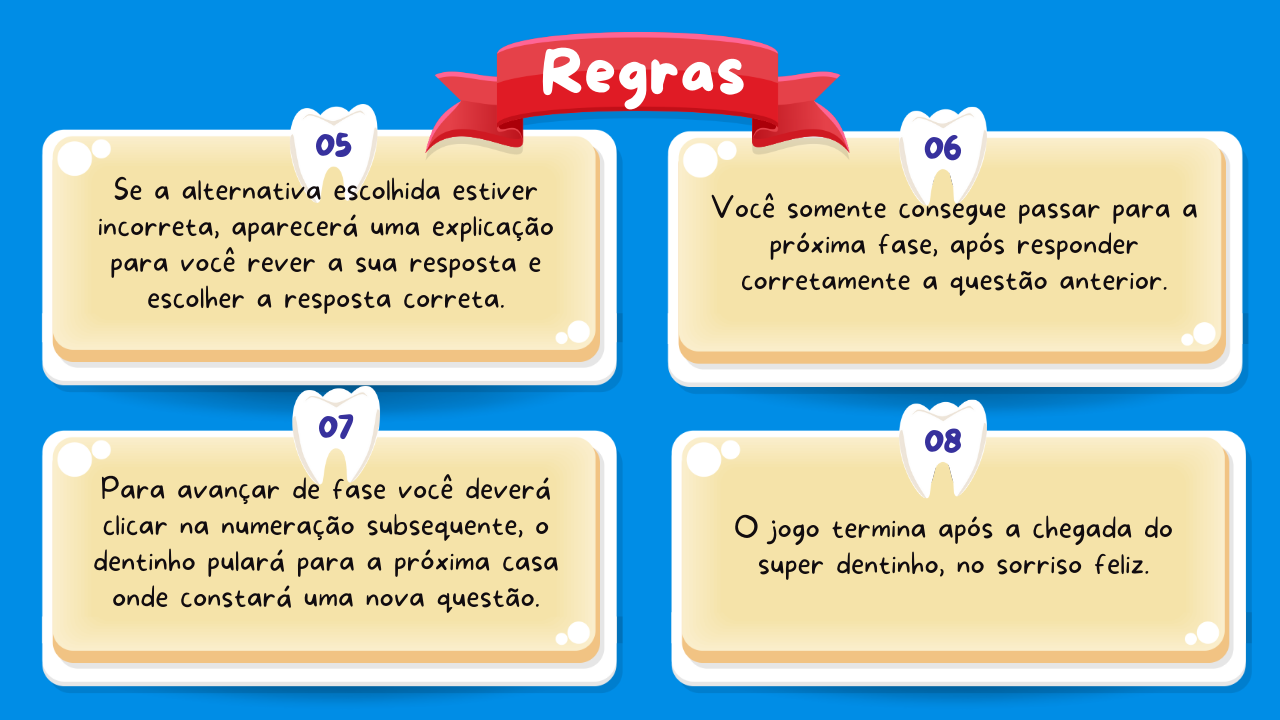 Regras
05
Se a alternativa escolhida estiver
incorreta, aparecerá uma explicação
para você rever a sua resposta e
escolher a resposta correta.
06
Você somente consegue passar para a
próxima fase, após responder
corretamente a questão anterior.
07
Para avançar de fase você deverá
clicar na numeração subsequente, o
dentinho pulará para a próxima casa
onde constará uma nova questão.
08
O jogo termina após a chegada do
super dentinho, no sorriso feliz.